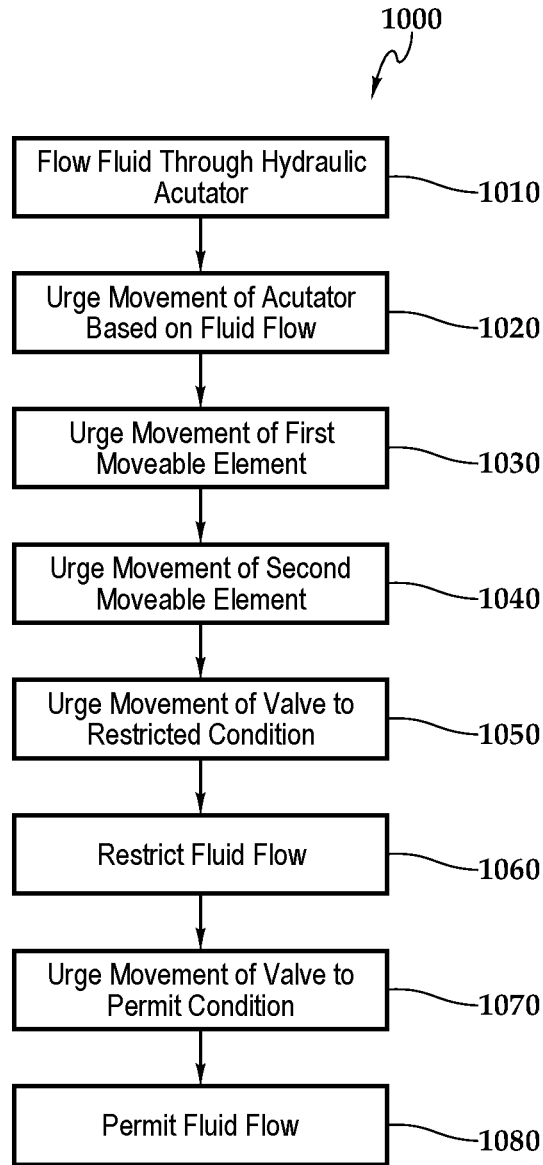 1000
Flow Fluid Through Hydraulic
Acutator
1010
Urge Movement of Acutator
Based on Fluid Flow
1020
Urge Movement of First
Moveable Element
1030
Urge Movement of Second
Moveable Element
1040
Urge Movement of Valve to
Restricted Condition
1050
Restrict Fluid Flow
1060
Urge Movement of Valve to
Permit Condition
1070
Permit Fluid Flow
1080